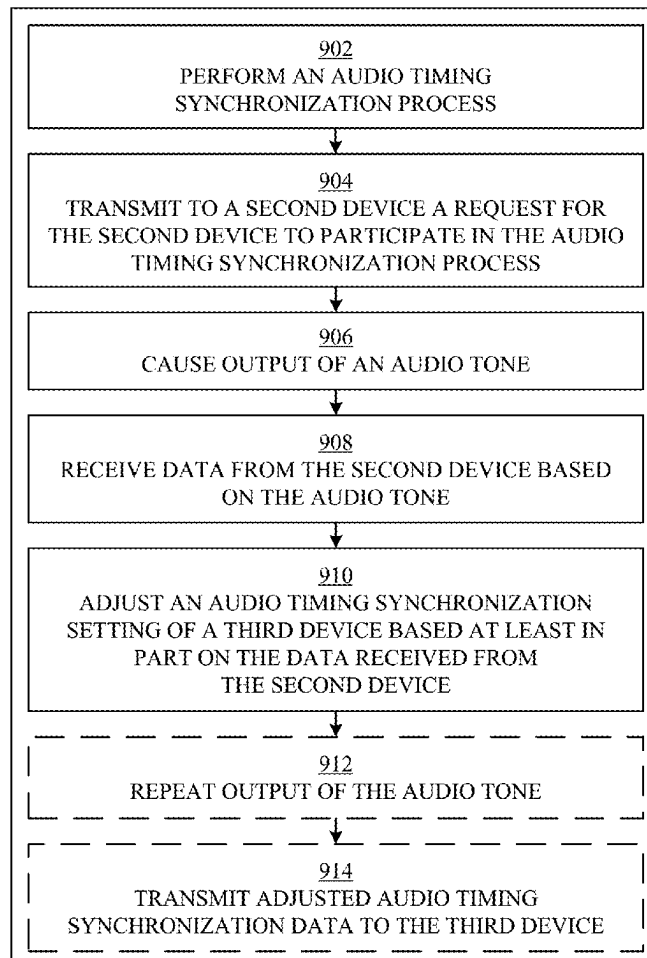 902
PERFORM AN AUDIO TIMING
SYNCHRONIZATION PROCESS
904
TRANSMIT TO A SECOND DEVICE A REQUEST FOR
THE SECOND DEVICE TO PARTICIPATE IN THE AUDIO
TIMING SYNCHRONIZATION PROCESS
906
CAUSE OUTPUT OF AN AUDIO TONE
908
RECEIVE DATA FROM THE SECOND DEVICE BASED
ON THE AUDIO TONE
910
ADJUST AN AUDIO TIMING SYNCHRONIZATION
SETTING OF A THIRD DEVICE BASED AT LEAST IN
PART ON THE DATA RECEIVED FROM
THE SECOND DEVICE
912
REPEAT OUTPUT OF THE AUDIO TONE
914
TRANSMIT ADJUSTED AUDIO TIMING
SYNCHRONIZATION DATA TO THE THIRD DEVICE